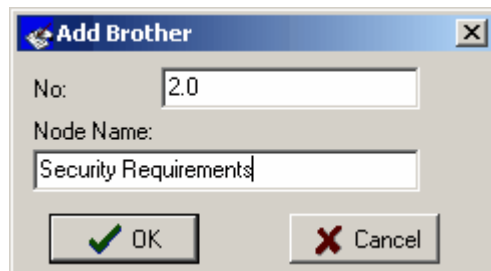 Add Brother
No: 2.0
Node Name:
Security Requirements
OK Cancel